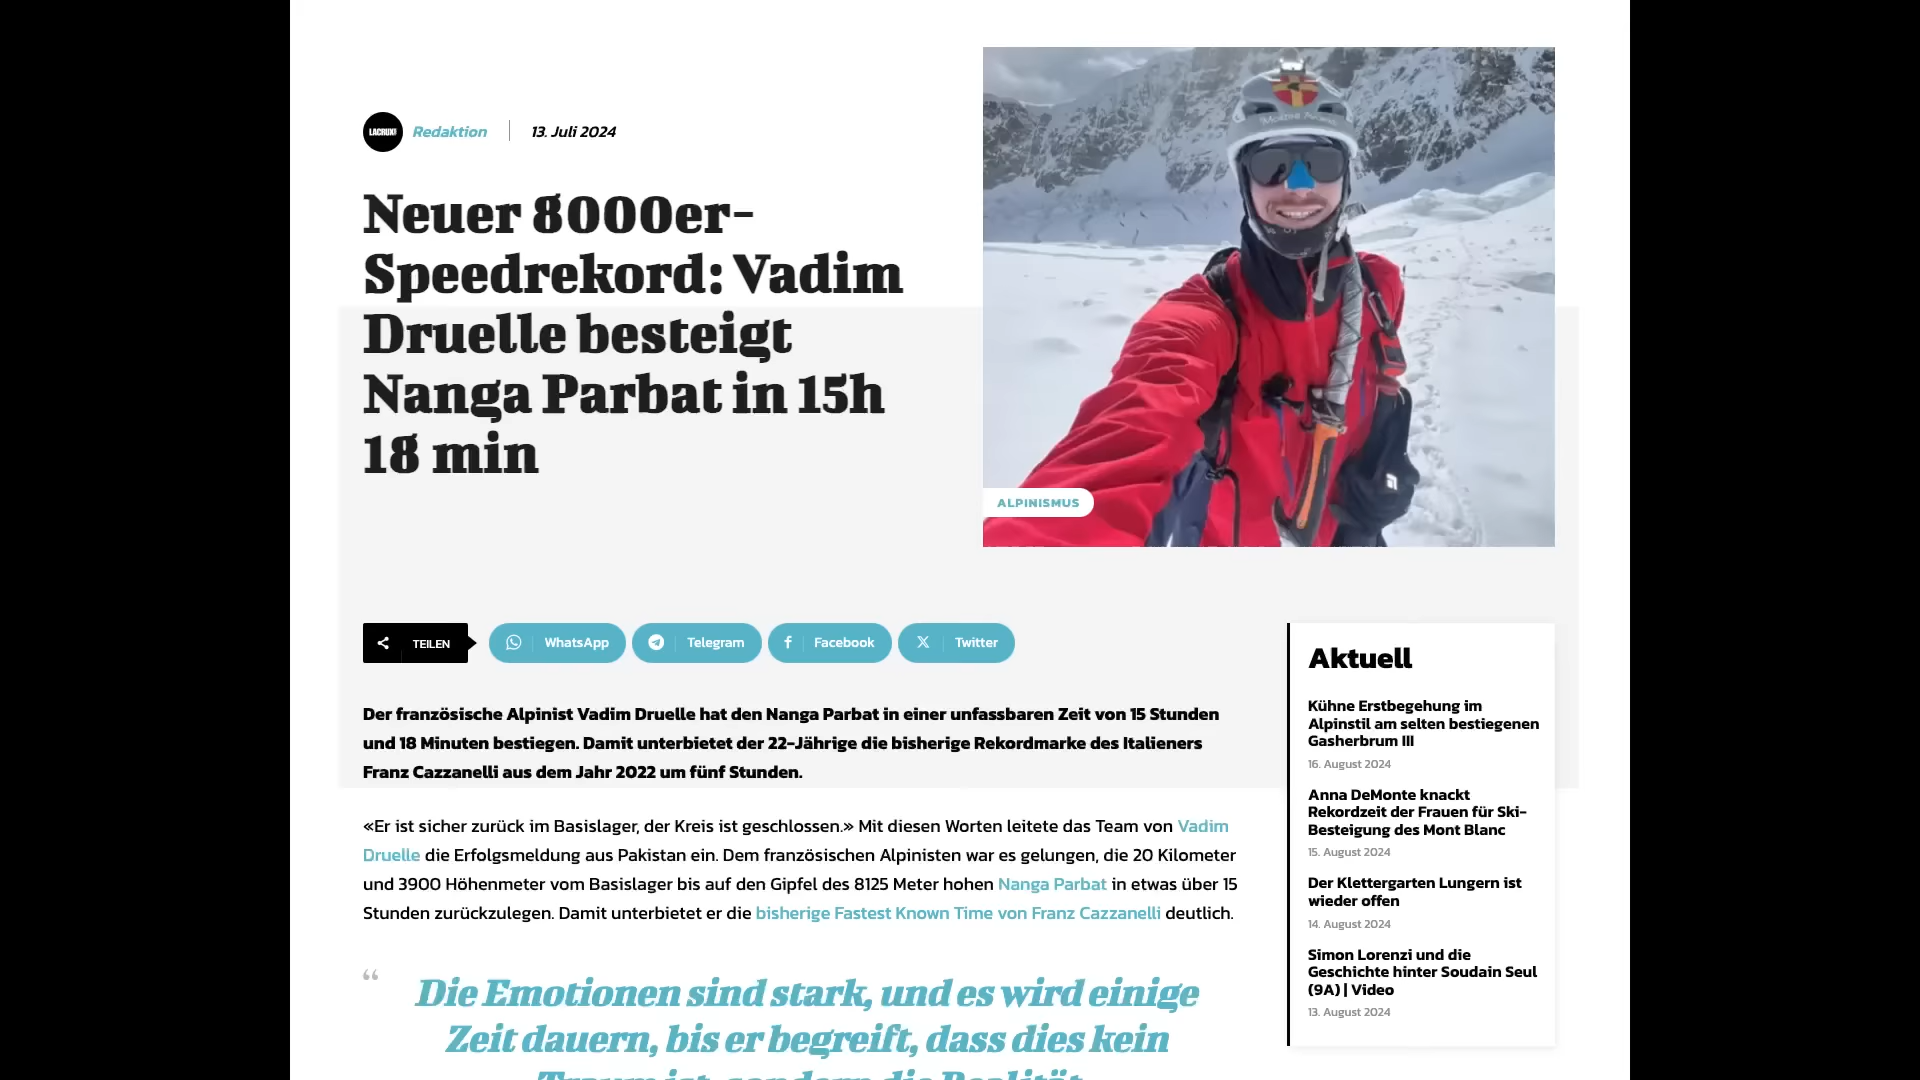 LACRUX
Redaktion
13. Juli 2024
Neuer 8000er-
Speedrekord: Vadim
Druelle besteigt
Nanga Parbat in 15h
18 min
ALPINISMUS
TEILEN
WhatsApp
Telegram
Facebook
Twitter
Der französische Alpinist Vadim Druelle hat den Nanga Parbat in einer unfassbaren Zeit von 15 Stunden
und 18 Minuten bestiegen. Damit unterbietet der 22-Jährige die bisherige Rekordmarke des Italieners
Franz Cazzanelli aus dem Jahr 2022 um fünf Stunden.
«Er ist sicher zurück im Basislager, der Kreis ist geschlossen.» Mit diesen Worten leitete das Team von Vadim
Druelle die Erfolgsmeldung aus Pakistan ein. Dem französischen Alpinisten war es gelungen, die 20 Kilometer
und 3900 Höhenmeter vom Basislager bis auf den Gipfel des 8125 Meter hohen Nanga Parbat in etwas über 15
Stunden zurückzulegen. Damit unterbietet er die bisherige Fastest Known Time von Franz Cazzanelli deutlich.
“ Die Emotionen sind stark, und es wird einige
Zeit dauern, bis er begreift, dass dies kein
Traum ist, sondern die Realität
Aktuell
Kühne Erstbegehung im
Alpinstil am selten bestiegenen
Gasherbrum III
16. August 2024
Anna DeMonte knackt
Rekordzeit der Frauen für Ski-
Besteigung des Mont Blanc
15. August 2024
Der Klettergarten Lungern ist
wieder offen
14. August 2024
Simon Lorenzi und die
Geschichte hinter Soudain Seul
(9A) | Video
13. August 2024